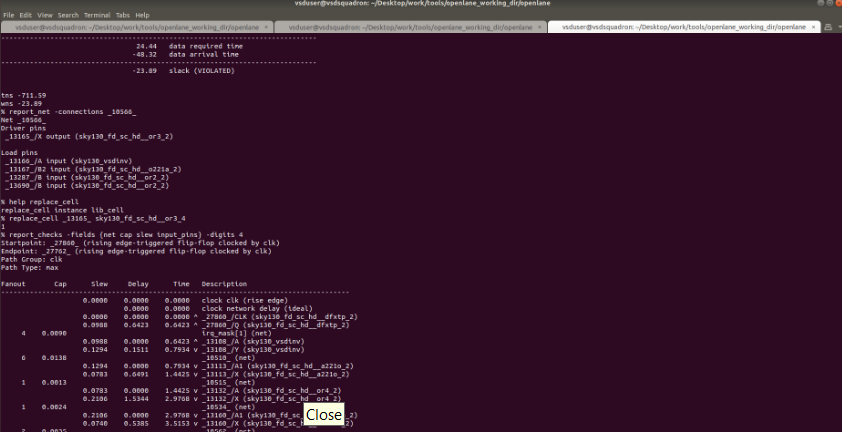 vsduser@vsdsquadron: ~/Desktop/work/tools/openlane_working_dir/openlane
File Edit View Search Terminal Tabs Help
vsduser@vsdsquadron: ~/Desktop/work/tools/openlane_working_dir/openlane × vsduser@vsdsquadron: ~/Desktop/work/tools/openlane_working_dir/openlane × vsduser@vsdsquadron: ~/Desktop/work/tools/openlane_working_dir/openlane ×
24.44 data required time
-48.32 data arrival time
-23.89 slack (VIOLATED)
tns -711.59
wns -23.89
% report_net -connections _10566_
Net _10566_
Driver pins
_13165_/X output (sky130_fd_sc_hd__or3_2)
Load pins
_13166_/A input (sky130_vsdinv)
_13167_/B2 input (sky130_fd_sc_hd__o221a_2)
_13287_/B input (sky130_fd_sc_hd__or2_2)
_13690_/B input (sky130_fd_sc_hd__or2_2)
% help replace_cell
replace_cell instance lib_cell
% replace_cell _13165_ sky130_fd_sc_hd__or3_4
1
% report_checks -fields {net cap slew input_pins} -digits 4
Startpoint: _27860_ (rising edge-triggered flip-flop clocked by clk)
Endpoint: _27762_ (rising edge-triggered flip-flop clocked by clk)
Path Group: clk
Path Type: max
Fanout Cap Slew Delay Time Description
0.0000 0.0000 0.0000 clock clk (rise edge)
0.0000 0.0000 clock network delay (ideal)
0.0000 0.0000 0.0000 ^ _27860_/CLK (sky130_fd_sc_hd__dfxtp_2)
0.0988 0.6423 0.6423 ^ _27860_/Q (sky130_fd_sc_hd__dfxtp_2)
4 0.0090 irq_mask[1] (net)
0.0988 0.0000 0.6423 ^ _13108_/A (sky130_vsdinv)
0.1294 0.1511 0.7934 v _13108_/Y (sky130_vsdinv)
6 0.0138 _10510_ (net)
0.1294 0.0000 0.7934 v _13113_/A1 (sky130_fd_sc_hd__a221o_2)
0.0783 0.6491 1.4425 v _13113_/X (sky130_fd_sc_hd__a221o_2)
1 0.0013 _10515_ (net)
0.0783 0.0000 1.4425 v _13132_/A (sky130_fd_sc_hd__or4_2)
0.2106 1.5344 2.9768 v _13132_/X (sky130_fd_sc_hd__or4_2)
1 0.0024 _10534_ (net)
0.2106 0.0000 2.9768 v _13160_/A1 (sky130_fd_sc
0.0740 0.5385 3.5153 v _13160_/X (sky130_fd_sc
Close